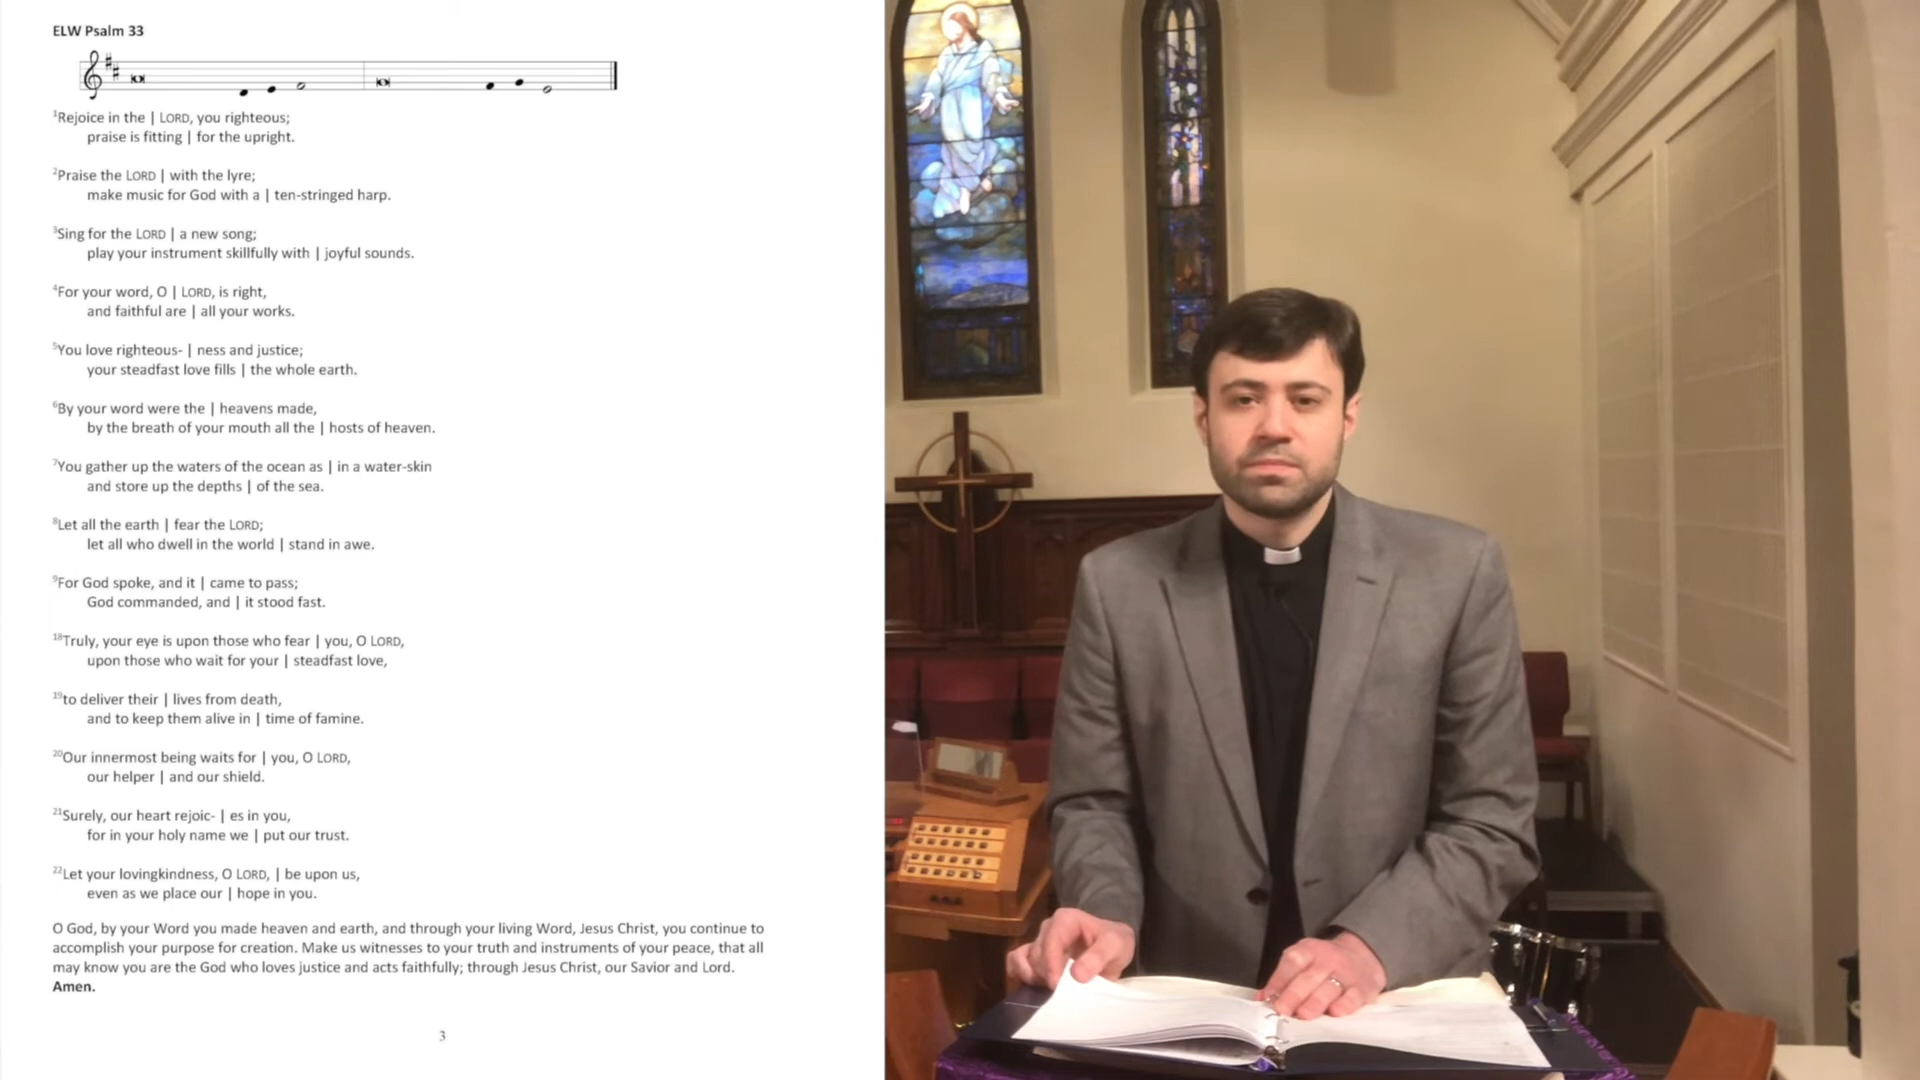 ELW Psalm 33
1Rejoice in the | LORD, you righteous;
praise is fitting | for the upright.
2Praise the LORD | with the lyre;
make music for God with a | ten-stringed harp.
3Sing for the LORD | a new song;
play your instrument skillfully with | joyful sounds.
4For your word, O | LORD, is right,
and faithful are | all your works.
5You love righteous- | ness and justice;
your steadfast love fills | the whole earth.
6By your word were the | heavens made,
by the breath of your mouth all the | hosts of heaven.
7You gather up the waters of the ocean as | in a water-skin
and store up the depths | of the sea.
8Let all the earth | fear the LORD;
let all who dwell in the world | stand in awe.
9For God spoke, and it | came to pass;
God commanded, and | it stood fast.
18Truly, your eye is upon those who fear | you, O LORD,
upon those who wait for your | steadfast love,
19to deliver their | lives from death,
and to keep them alive in | time of famine.
20Our innermost being waits for | you, O LORD,
our helper | and our shield.
21Surely, our heart rejoic- | es in you,
for in your holy name we | put our trust.
22Let your lovingkindness, O LORD, | be upon us,
even as we place our | hope in you.
O God, by your Word you made heaven and earth, and through your living Word, Jesus Christ, you continue to
accomplish your purpose for creation. Make us witnesses to your truth and instruments of your peace, that all
may know you are the God who loves justice and acts faithfully; through Jesus Christ, our Savior and Lord.
Amen.
3